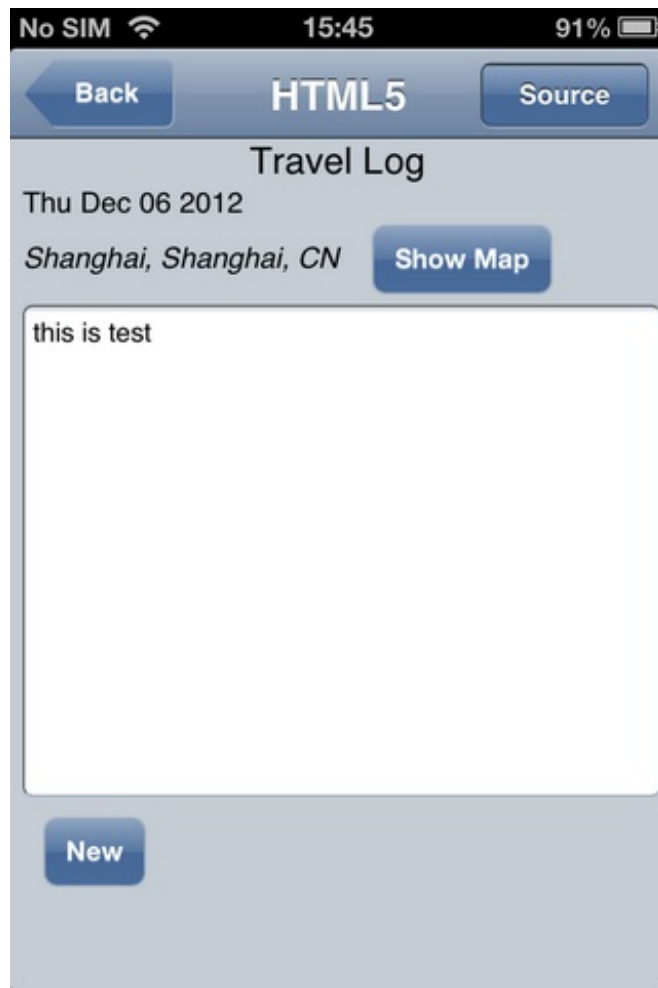 No SIM 15:45 91%
Back HTML5 Source
Travel Log
Thu Dec 06 2012
Shanghai, Shanghai, CN Show Map
this is test
New